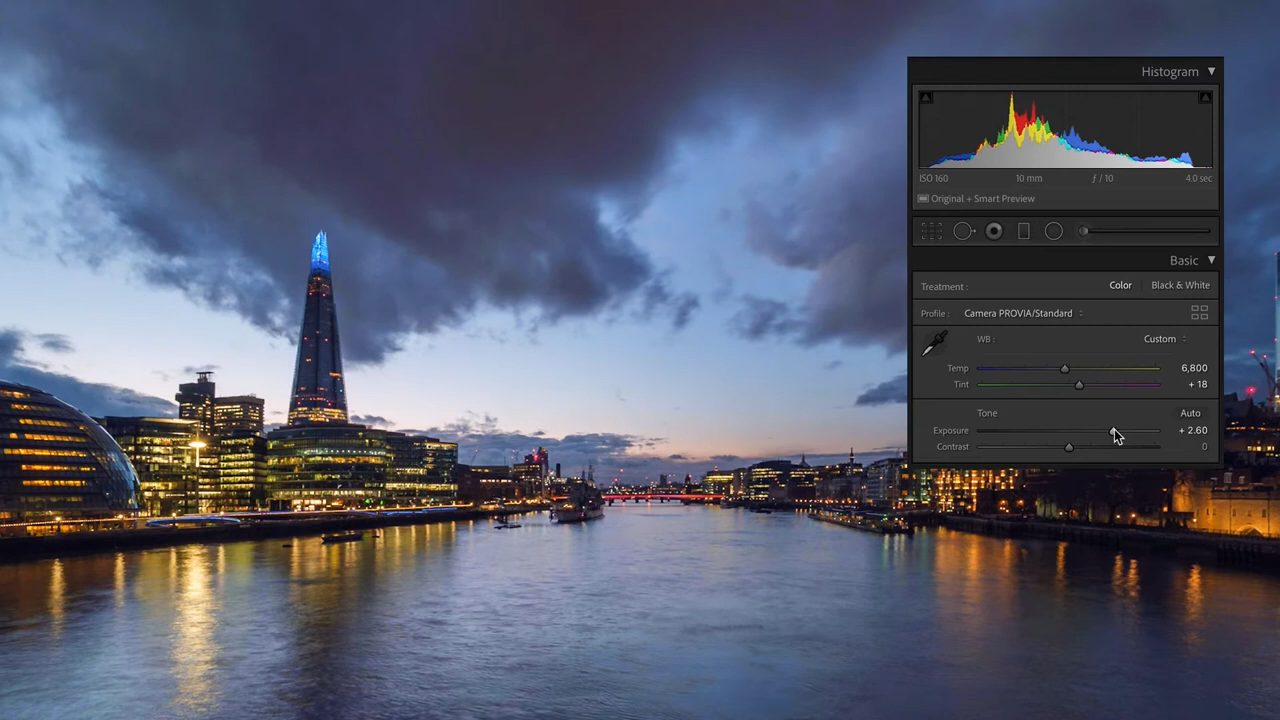 Histogram
ISO 160 10 mm ƒ / 10 4.0 sec
Original + Smart Preview
Basic
Treatment : Color Black & White
Profile : Camera PROVIA/Standard
WB : Custom
Temp 6,800
Tint + 18
Tone Auto
Exposure + 2.60
Contrast 0